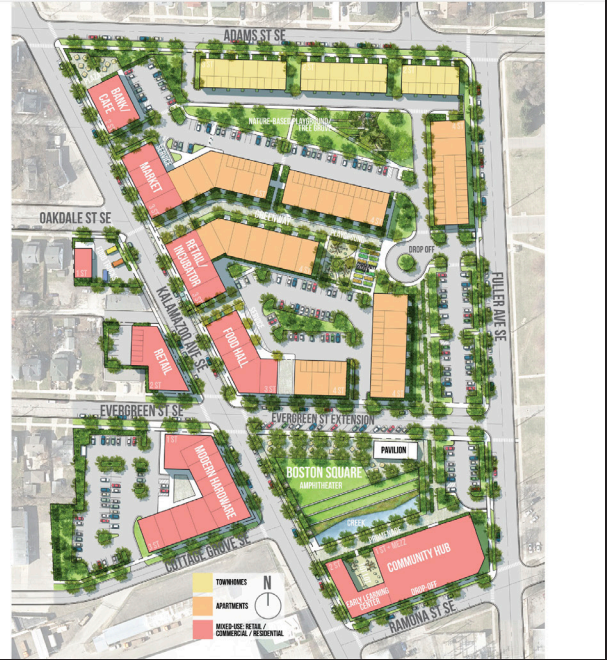 ADAMS ST SE
BANK/
CAFE
NATURE-BASED PLAYGROUND/
TREE GROVE
MARKET
OAKDALE ST SE
GREENWAY
RETAIL/
INCUBATOR
DROP OFF
FULLER AVE SE
KALAMAZOO AVE SE
FOOD HALL
RETAIL
EVERGREEN ST SE
EVERGREEN ST EXTENSION
PAVILION
MODERN HARDWARE
BOSTON SQUARE
AMPHITHEATER
CREEK
COMMUNITY HUB
COTTAGE GROVE SE
EARLY LEARNING
CENTER
DROP-OFF
RAMONA ST SE
TOWNHOMES
N
APARTMENTS
MIXED-USE: RETAIL /
COMMERCIAL / RESIDENTIAL